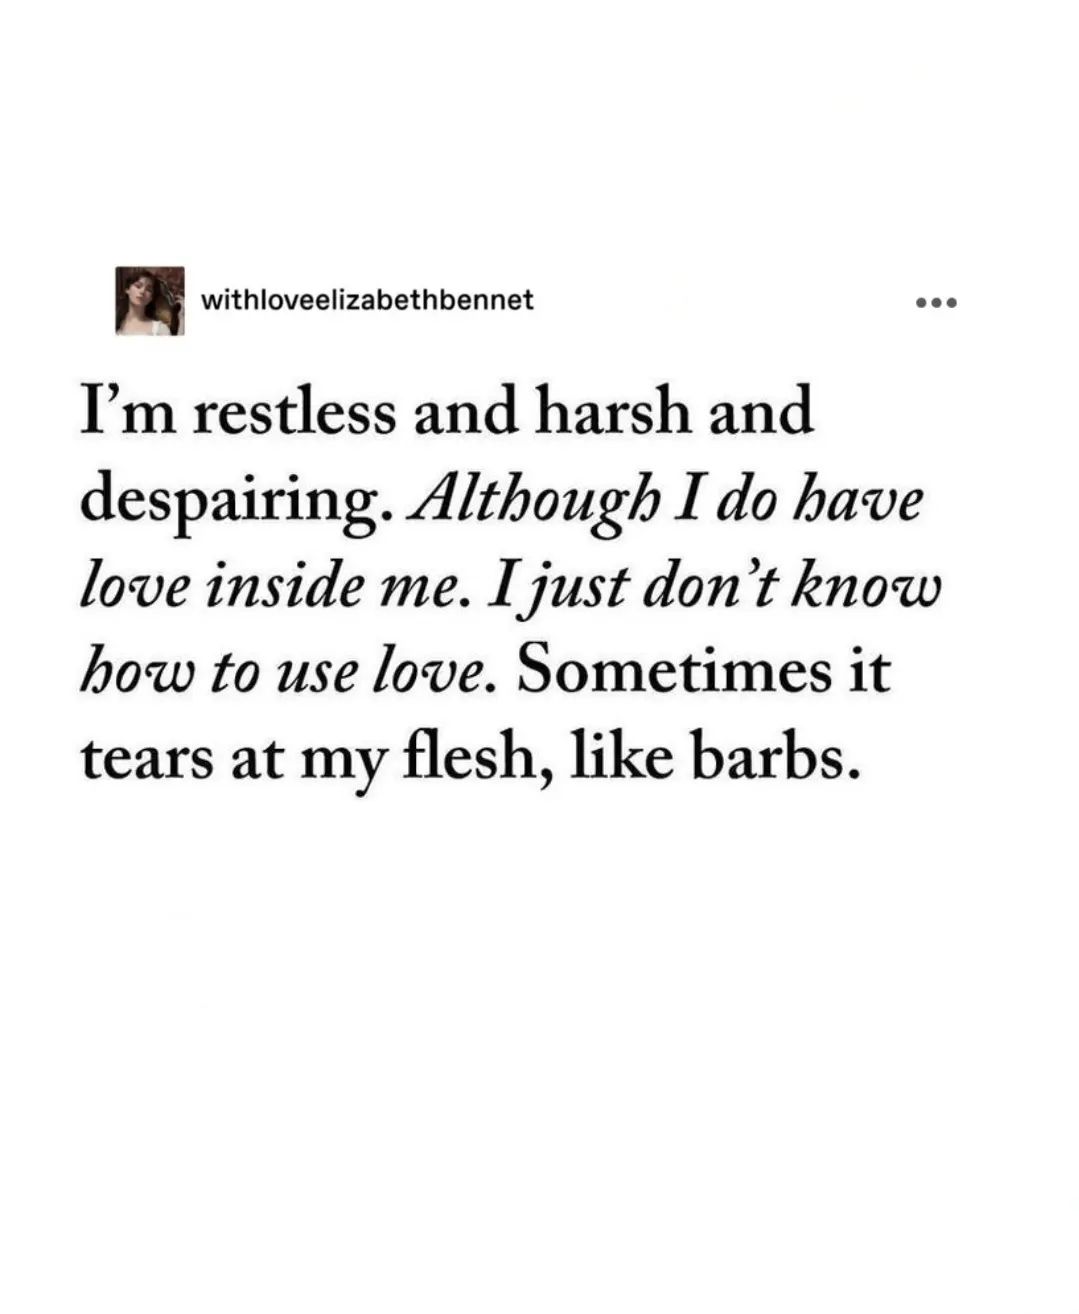 withloveelizabethbennet
I’m restless and harsh and
despairing. Although I do have
love inside me. I just don’t know
how to use love. Sometimes it
tears at my flesh, like barbs.